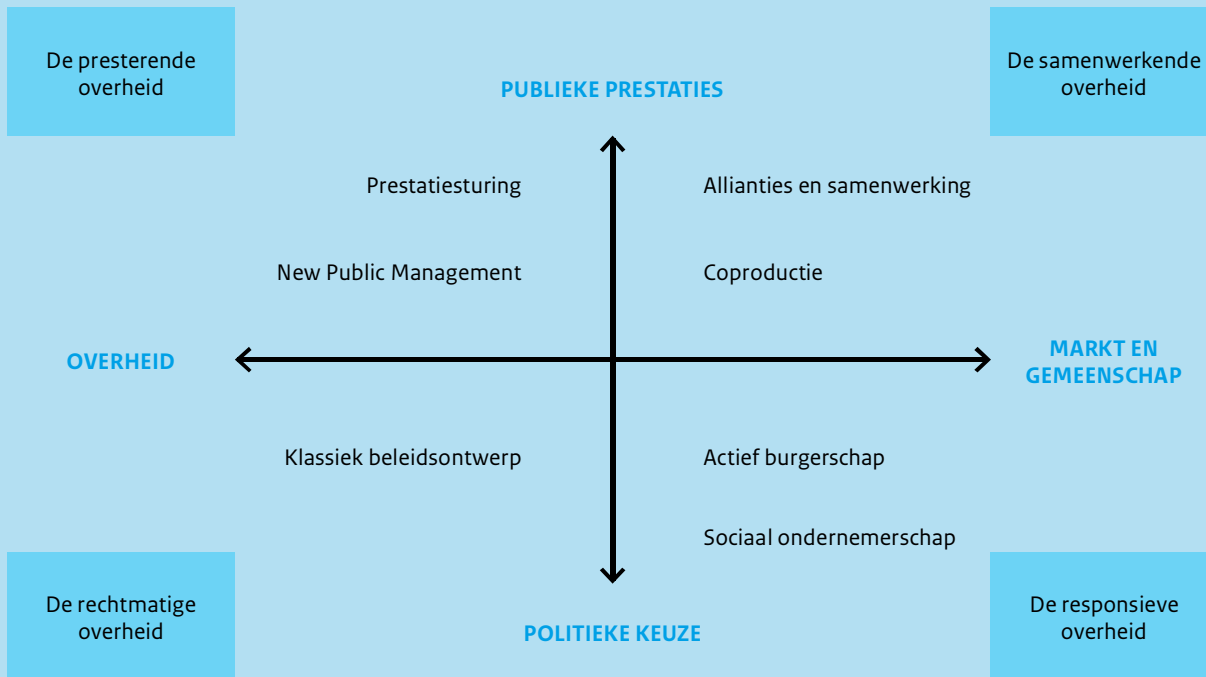 De presterende
overheid
De samenwerkende
overheid
PUBLIEKE PRESTATIES
Prestatiesturing
Allianties en samenwerking
New Public Management
Coproductie
OVERHEID
MARKT EN
GEMEENSCHAP
Klassiek beleidsontwerp
Actief burgerschap
Sociaal ondernemerschap
De rechtmatige
overheid
POLITIEKE KEUZE
De responsieve
overheid